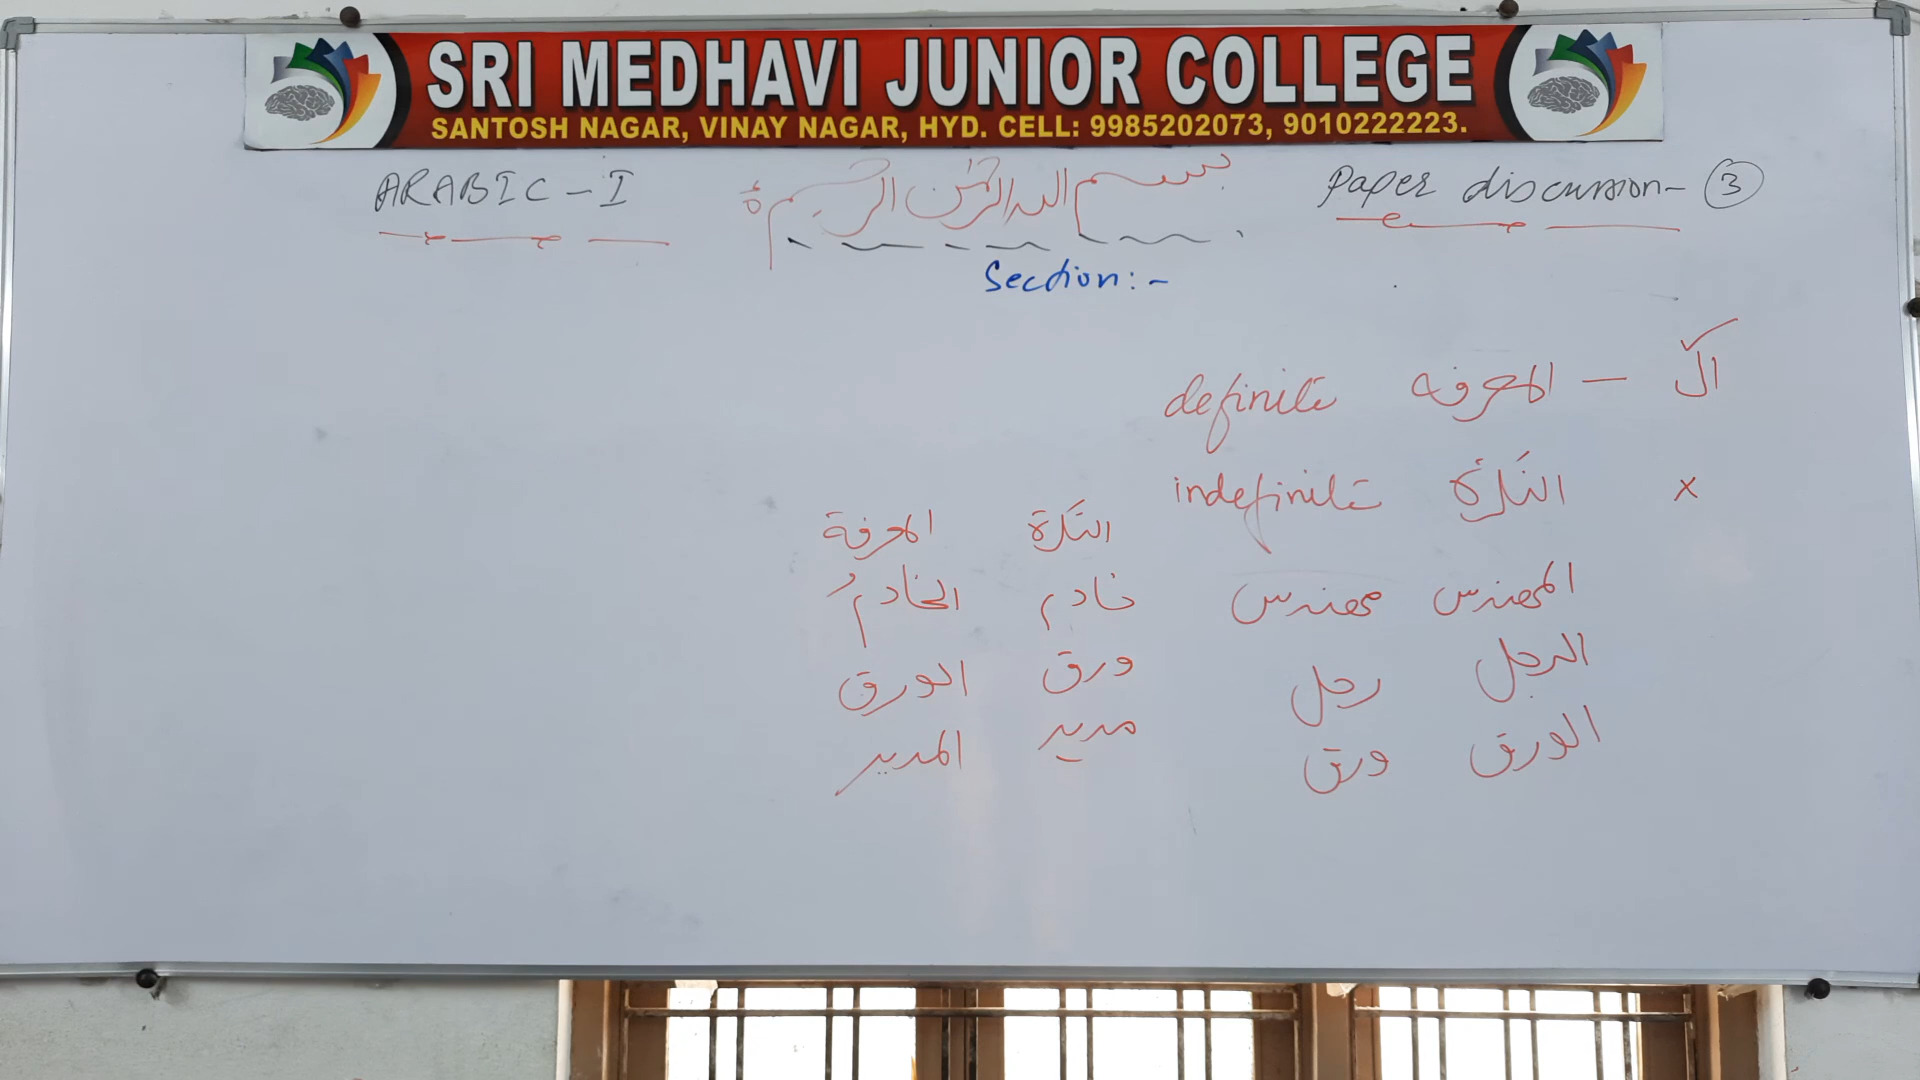 SRI MEDHAVI JUNIOR COLLEGE
SANTOSH NAGAR, VINAY NAGAR, HYD. CELL: 9985202073, 9010222223.
ARABIC - I
بسم الله الرحمن الرحيم
Paper discussion - 3
Section:-
ال — المعرفه definite
x النكرة indefinite
النكرة المعرفة
المهندس مهندس
خادم الخادمُ
الرجل رجل
ورق الورق
الورق ورق
مدير المدير